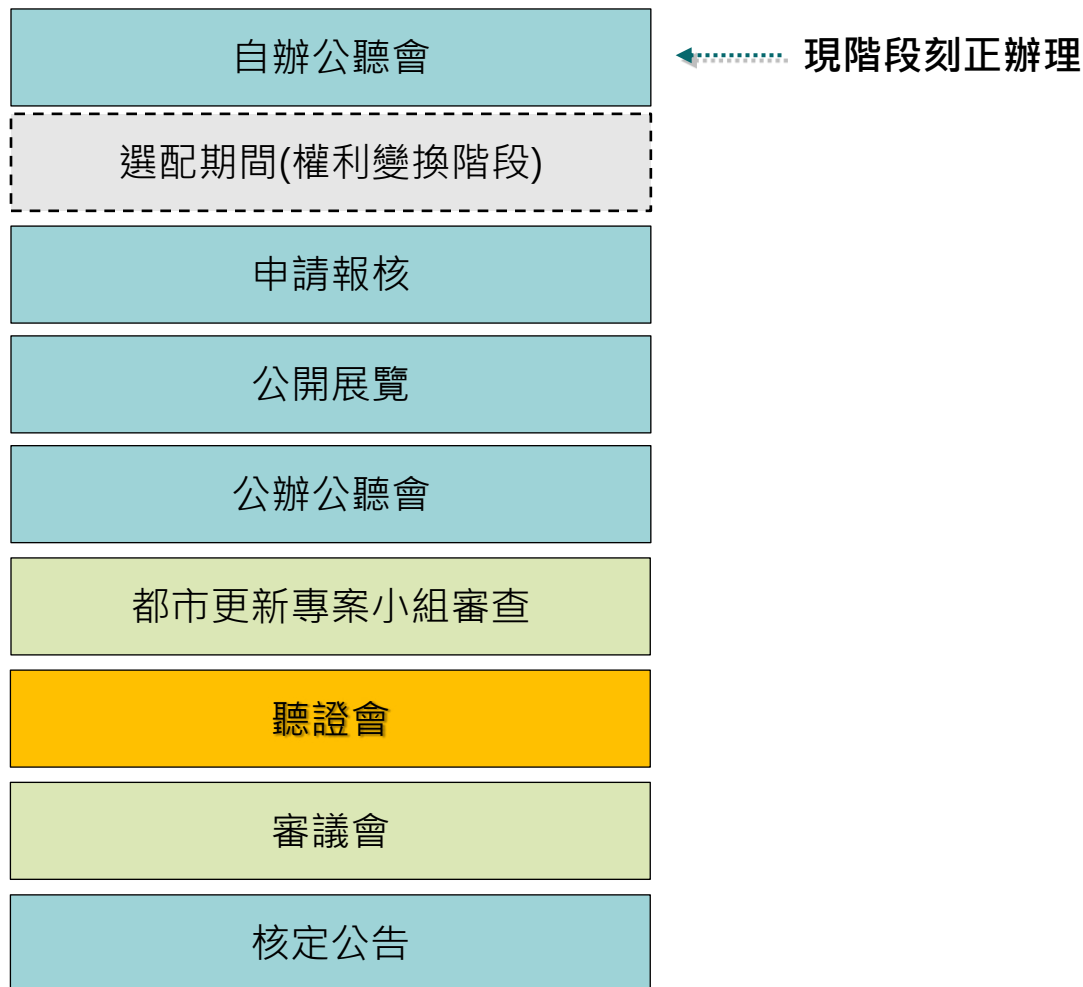 自辦公聽會
現階段刻正辦理
選配期間(權利變換階段)
申請報核
公開展覽
公辦公聽會
都市更新專案小組審查
聽證會
審議會
核定公告